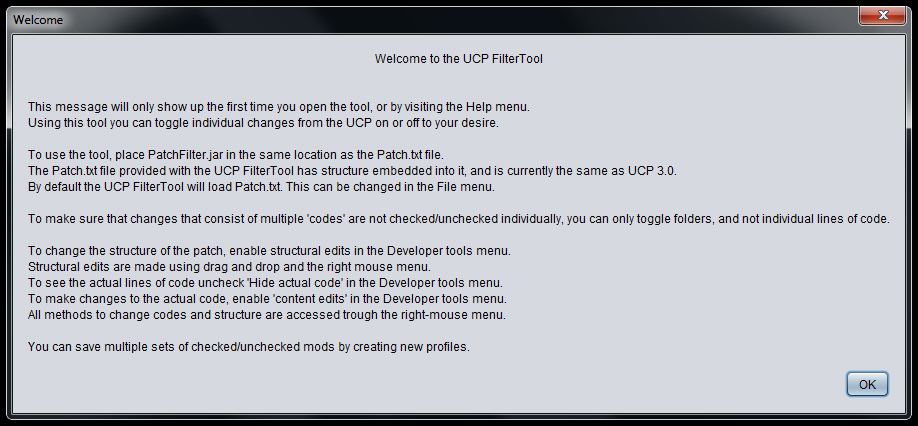 Welcome
Welcome to the UCP FilterTool
This message will only show up the first time you open the tool, or by visiting the Help menu.
Using this tool you can toggle individual changes from the UCP on or off to your desire.
To use the tool, place PatchFilter.jar in the same location as the Patch.txt file.
The Patch.txt file provided with the UCP FilterTool has structure embedded into it, and is currently the same as UCP 3.0.
By default the UCP FilterTool will load Patch.txt. This can be changed in the File menu.
To make sure that changes that consist of multiple 'codes' are not checked/unchecked individually, you can only toggle folders, and not individual lines of code.
To change the structure of the patch, enable structural edits in the Developer tools menu.
Structural edits are made using drag and drop and the right mouse menu.
To see the actual lines of code uncheck 'Hide actual code' in the Developer tools menu.
To make changes to the actual code, enable 'content edits' in the Developer tools menu.
All methods to change codes and structure are accessed trough the right-mouse menu.
You can save multiple sets of checked/unchecked mods by creating new profiles.
OK